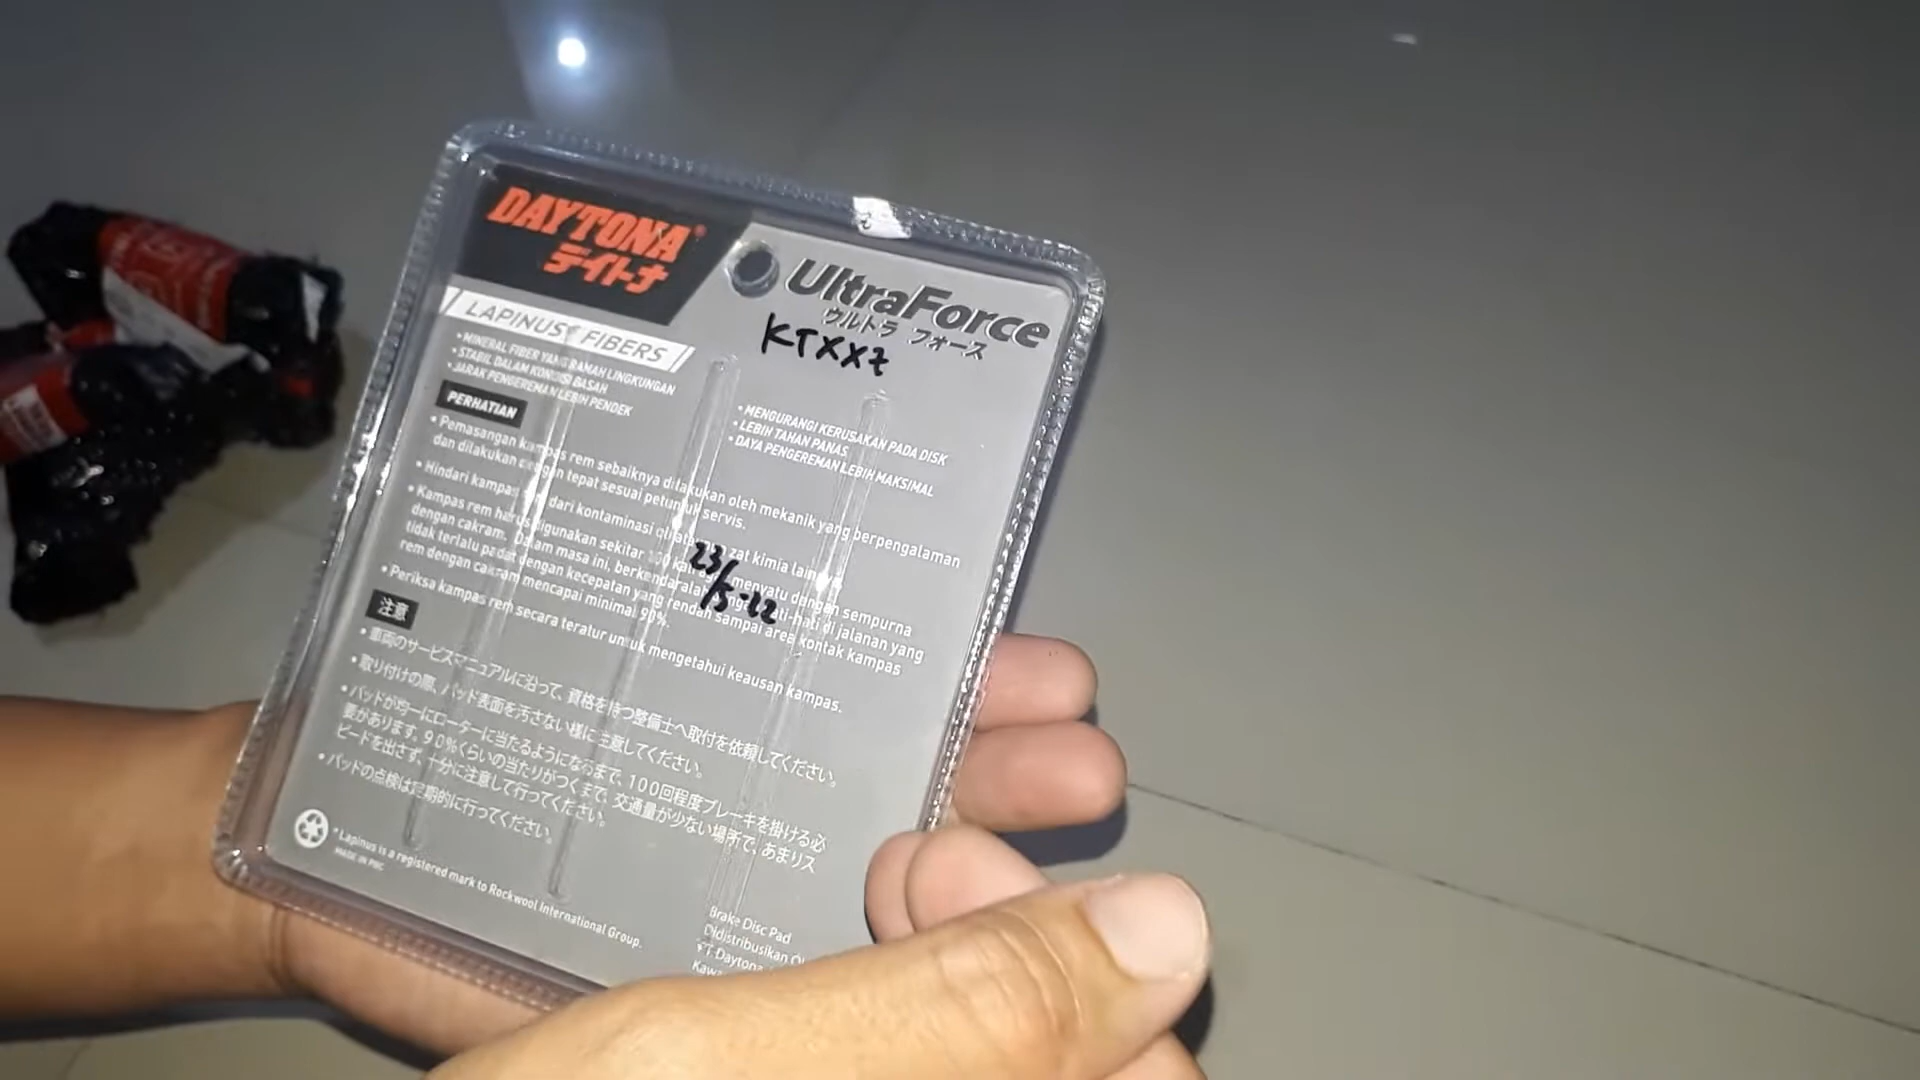 DAYTONA®
デイトナ
UltraForce
ウルトラ フォース
KTXXZ
LAPINUS® FIBERS
• MINERAL FIBER YANG RAMAH LINGKUNGAN
• STABIL DALAM KONDISI BASAH
• JARAK PENGEREMAN LEBIH PENDEK
• MENGURANGI KERUSAKAN PADA DISK
• LEBIH TAHAN PANAS
• DAYA PENGEREMAN LEBIH MAKSIMAL
PERHATIAN
• Pemasangan kampas rem sebaiknya dilakukan oleh mekanik yang berpengalaman
dan dilakukan dengan tepat sesuai petunjuk servis.
• Hindari kampas rem dari kontaminasi oli atau zat kimia lainnya.
• Kampas rem harus digunakan sekitar 100 kali agar menyatu dengan sempurna
dengan cakram. Dalam masa ini, berkendaralah dengan hati-hati di jalanan yang
tidak terlalu padat dengan kecepatan yang rendah sampai area kontak kampas
rem dengan cakram mencapai minimal 90%.
• Periksa kampas rem secara teratur untuk mengetahui keausan kampas.
23/5-22
注意
• 車両のサービスマニュアルに沿って、資格を持つ整備士へ取付を依頼してください。
• 取り付けの際、パッド表面を汚さない様に注意してください。
• パッドが均一にローターに当たるようになるまで、100回程度ブレーキを掛ける必
要があります。90%くらいの当たりがつくまで、交通量が少ない場所で、あまりス
ピードを出さず、十分に注意して行ってください。
• パッドの点検は定期的に行ってください。
*Lapinus is a registered mark to Rockwool International Group.
MADE IN PRC
Brake Disc Pad
Didistribusikan
PT. Daytona